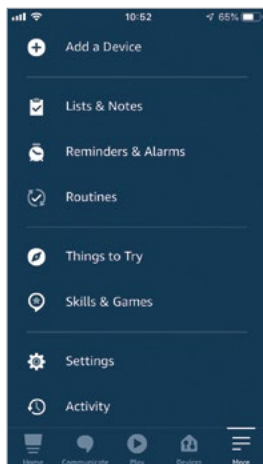 10:52 65%
Add a Device
Lists & Notes
Reminders & Alarms
Routines
Things to Try
Skills & Games
Settings
Activity
Home Communicate Play Devices More